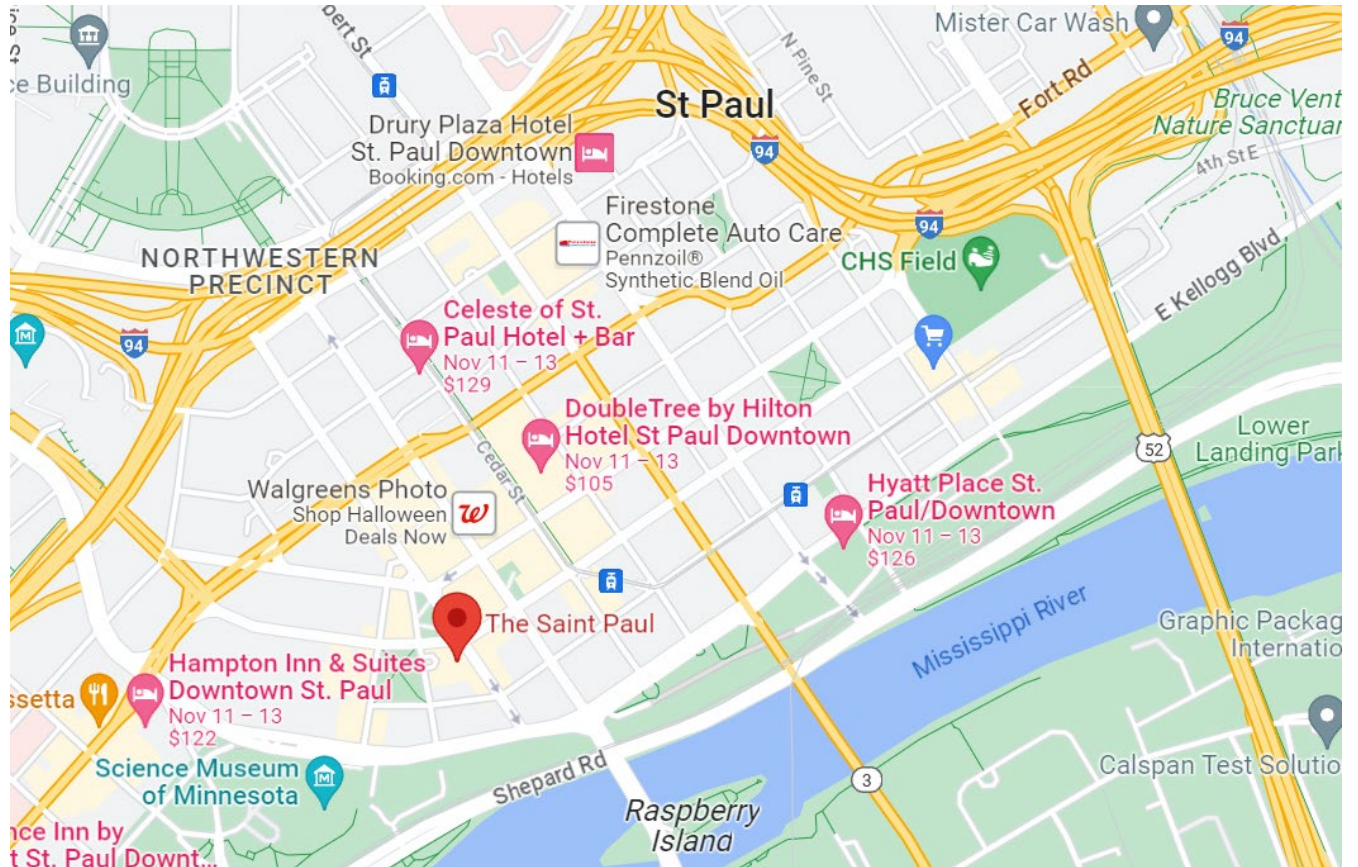 Mister Car Wash
94
bert St
ce Building
N Pine St
Fort Rd
St Paul
Bruce Vent
Nature Sanctuar
Drury Plaza Hotel
St. Paul Downtown
Booking.com - Hotels
94
4th St E
Firestone
Complete Auto Care
Pennzoil®
Synthetic Blend Oil
94
NORTHWESTERN
PRECINCT
CHS Field
E Kellogg Blvd
94
Celeste of St.
Paul Hotel + Bar
Nov 11 – 13
$129
DoubleTree by Hilton
Hotel St Paul Downtown
Nov 11 – 13
$105
Cedar St
52
Lower
Landing Park
Walgreens Photo
Shop Halloween
Deals Now
W
Hyatt Place St.
Paul/Downtown
Nov 11 – 13
$126
The Saint Paul
Mississippi River
Graphic Packag
Internatio
Hampton Inn & Suites
Downtown St. Paul
Nov 11 – 13
$122
ssetta
Science Museum
of Minnesota
Shepard Rd
3
Calspan Test Solutio
Raspberry
Island
nce Inn by
t St. Paul Downt...